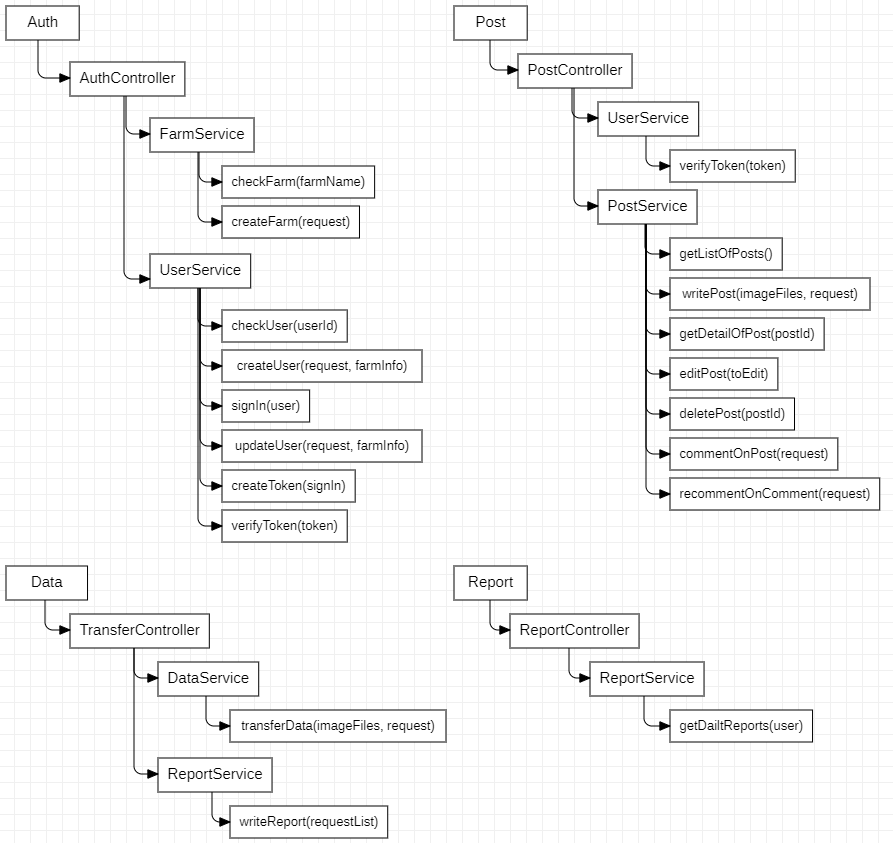 Auth
AuthController
FarmService
checkFarm(farmName)
createFarm(request)
UserService
checkUser(userId)
createUser(request, farmInfo)
signIn(user)
updateUser(request, farmInfo)
createToken(signIn)
verifyToken(token)
Post
PostController
UserService
verifyToken(token)
PostService
getListOfPosts()
writePost(imageFiles, request)
getDetailOfPost(postId)
editPost(toEdit)
deletePost(postId)
commentOnPost(request)
recommentOnComment(request)
Data
TransferController
DataService
transferData(imageFiles, request)
ReportService
writeReport(requestList)
Report
ReportController
ReportService
getDailtReports(user)